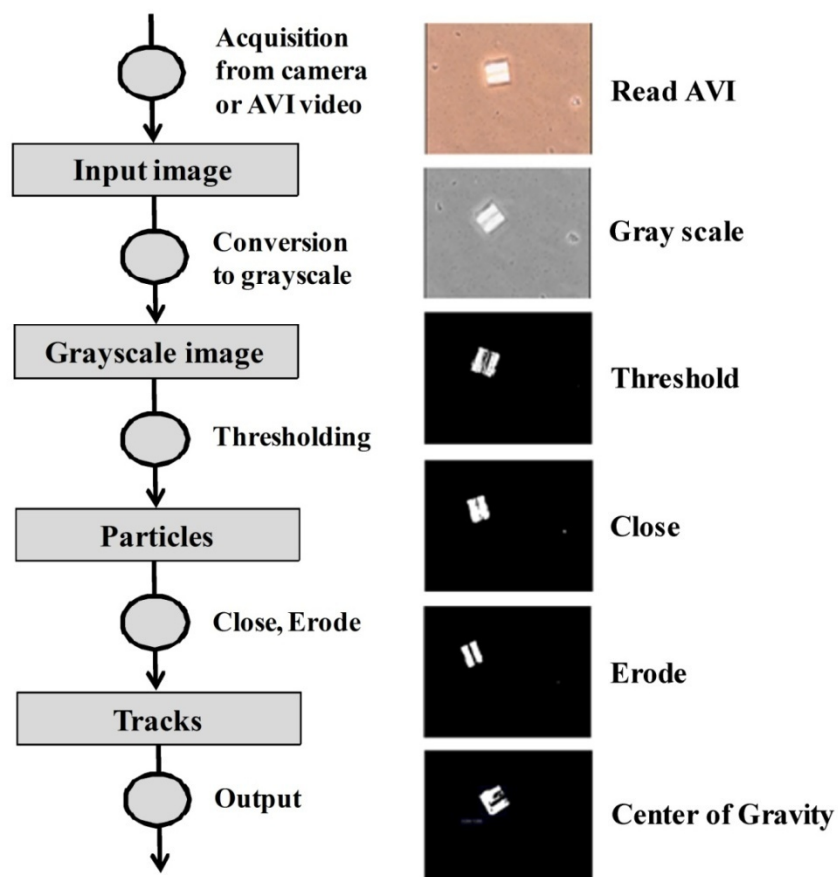 Acquisition
from camera
or AVI video
Input image
Conversion
to grayscale
Grayscale image
Thresholding
Particles
Close, Erode
Tracks
Output
Read AVI
Gray scale
Threshold
Close
Erode
Center of Gravity